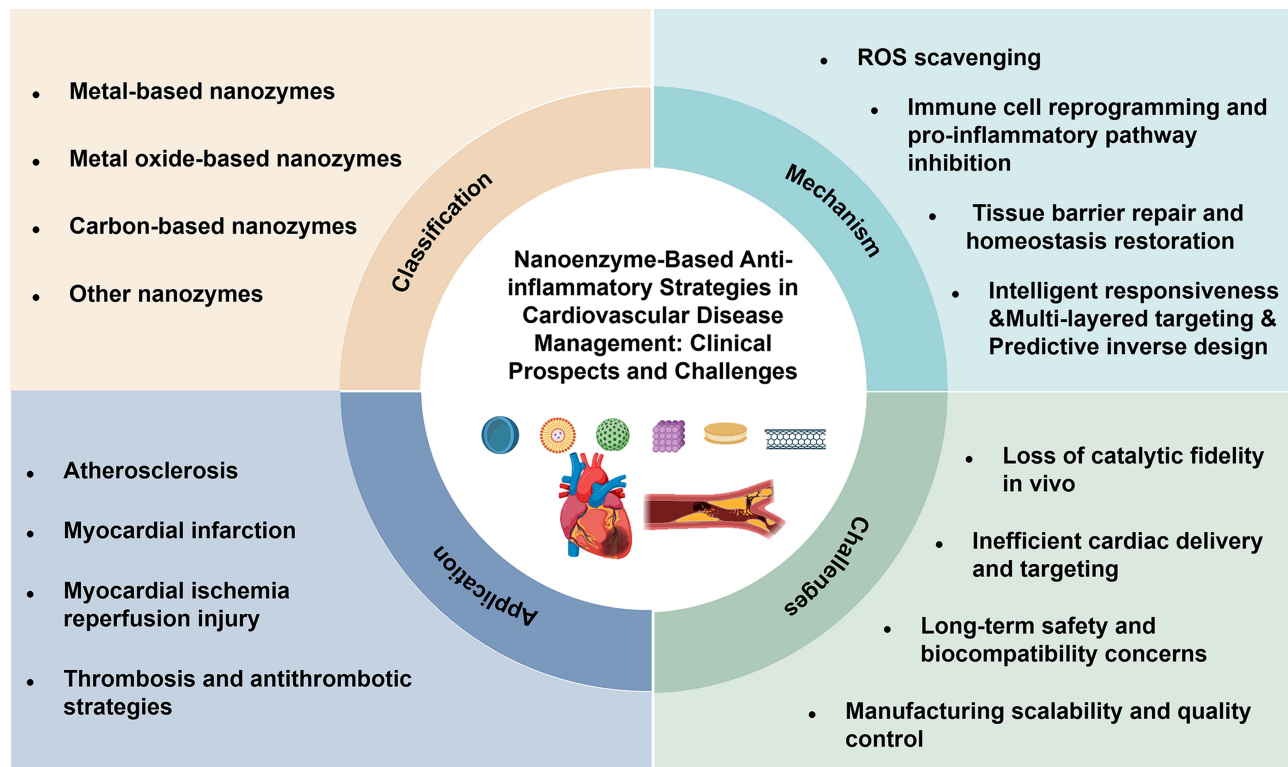 • Metal-based nanozymes
• Metal oxide-based nanozymes
• Carbon-based nanozymes
• Other nanozymes
Classification
• ROS scavenging
• Immune cell reprogramming and
pro-inflammatory pathway
inhibition
• Tissue barrier repair and
homeostasis restoration
• Intelligent responsiveness
&Multi-layered targeting &
Predictive inverse design
Mechanism
Nanoenzyme-Based Anti-
inflammatory Strategies in
Cardiovascular Disease
Management: Clinical
Prospects and Challenges
• Atherosclerosis
• Myocardial infarction
• Myocardial ischemia
reperfusion injury
• Thrombosis and antithrombotic
strategies
Application
• Loss of catalytic fidelity
in vivo
• Inefficient cardiac delivery
and targeting
• Long-term safety and
biocompatibility concerns
• Manufacturing scalability and quality
control
Challenges